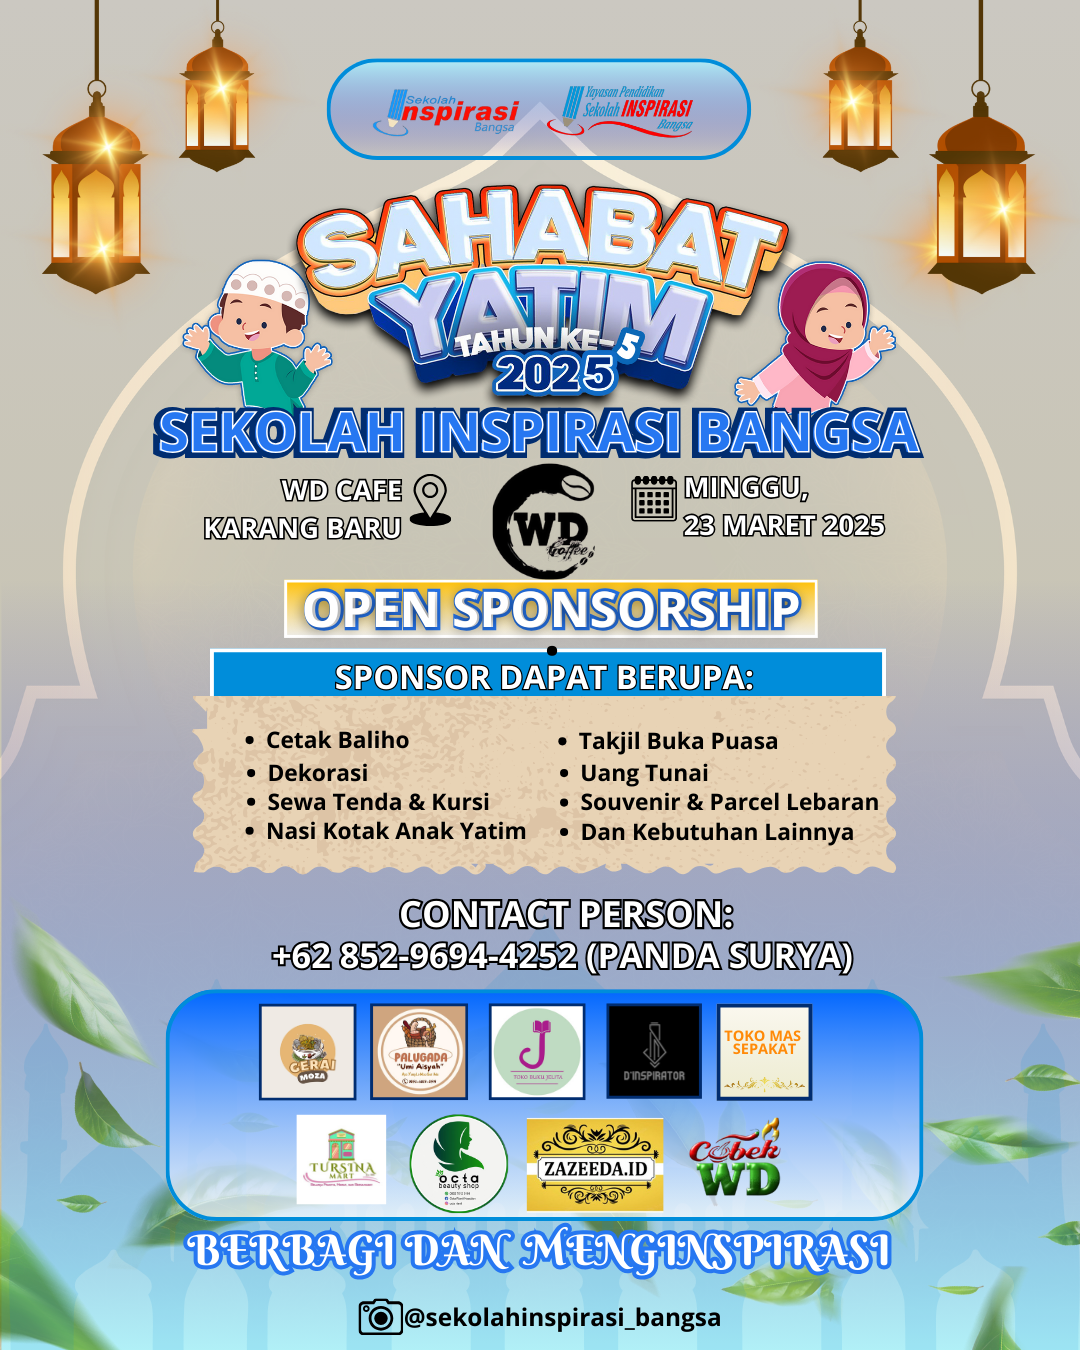 Sekolah
Inspirasi
Bangsa
Yayasan Pendidikan
Sekolah INSPIRASI
Bangsa
SAHABAT
YATIM
TAHUN KE-5
2025
SEKOLAH INSPIRASI BANGSA
WD CAFE
KARANG BARU
WD
Coffee
MINGGU,
23 MARET 2025
OPEN SPONSORSHIP
SPONSOR DAPAT BERUPA:
• Cetak Baliho
• Dekorasi
• Sewa Tenda & Kursi
• Nasi Kotak Anak Yatim
• Takjil Buka Puasa
• Uang Tunai
• Souvenir & Parcel Lebaran
• Dan Kebutuhan Lainnya
CONTACT PERSON:
+62 852-9694-4252 (PANDA SURYA)
GERAI
MOZA
PALUGADA
"Umi Aisyah"
J
TOKO BUKU JELITA
D'INSPIRATOR
TOKO MAS
SEPAKAT
TURSINA
MART
octa
beauty shop
ZAZEEDA.ID
Cobek
WD
BERBAGI DAN MENGINSPIRASI
@sekolahinspirasi_bangsa